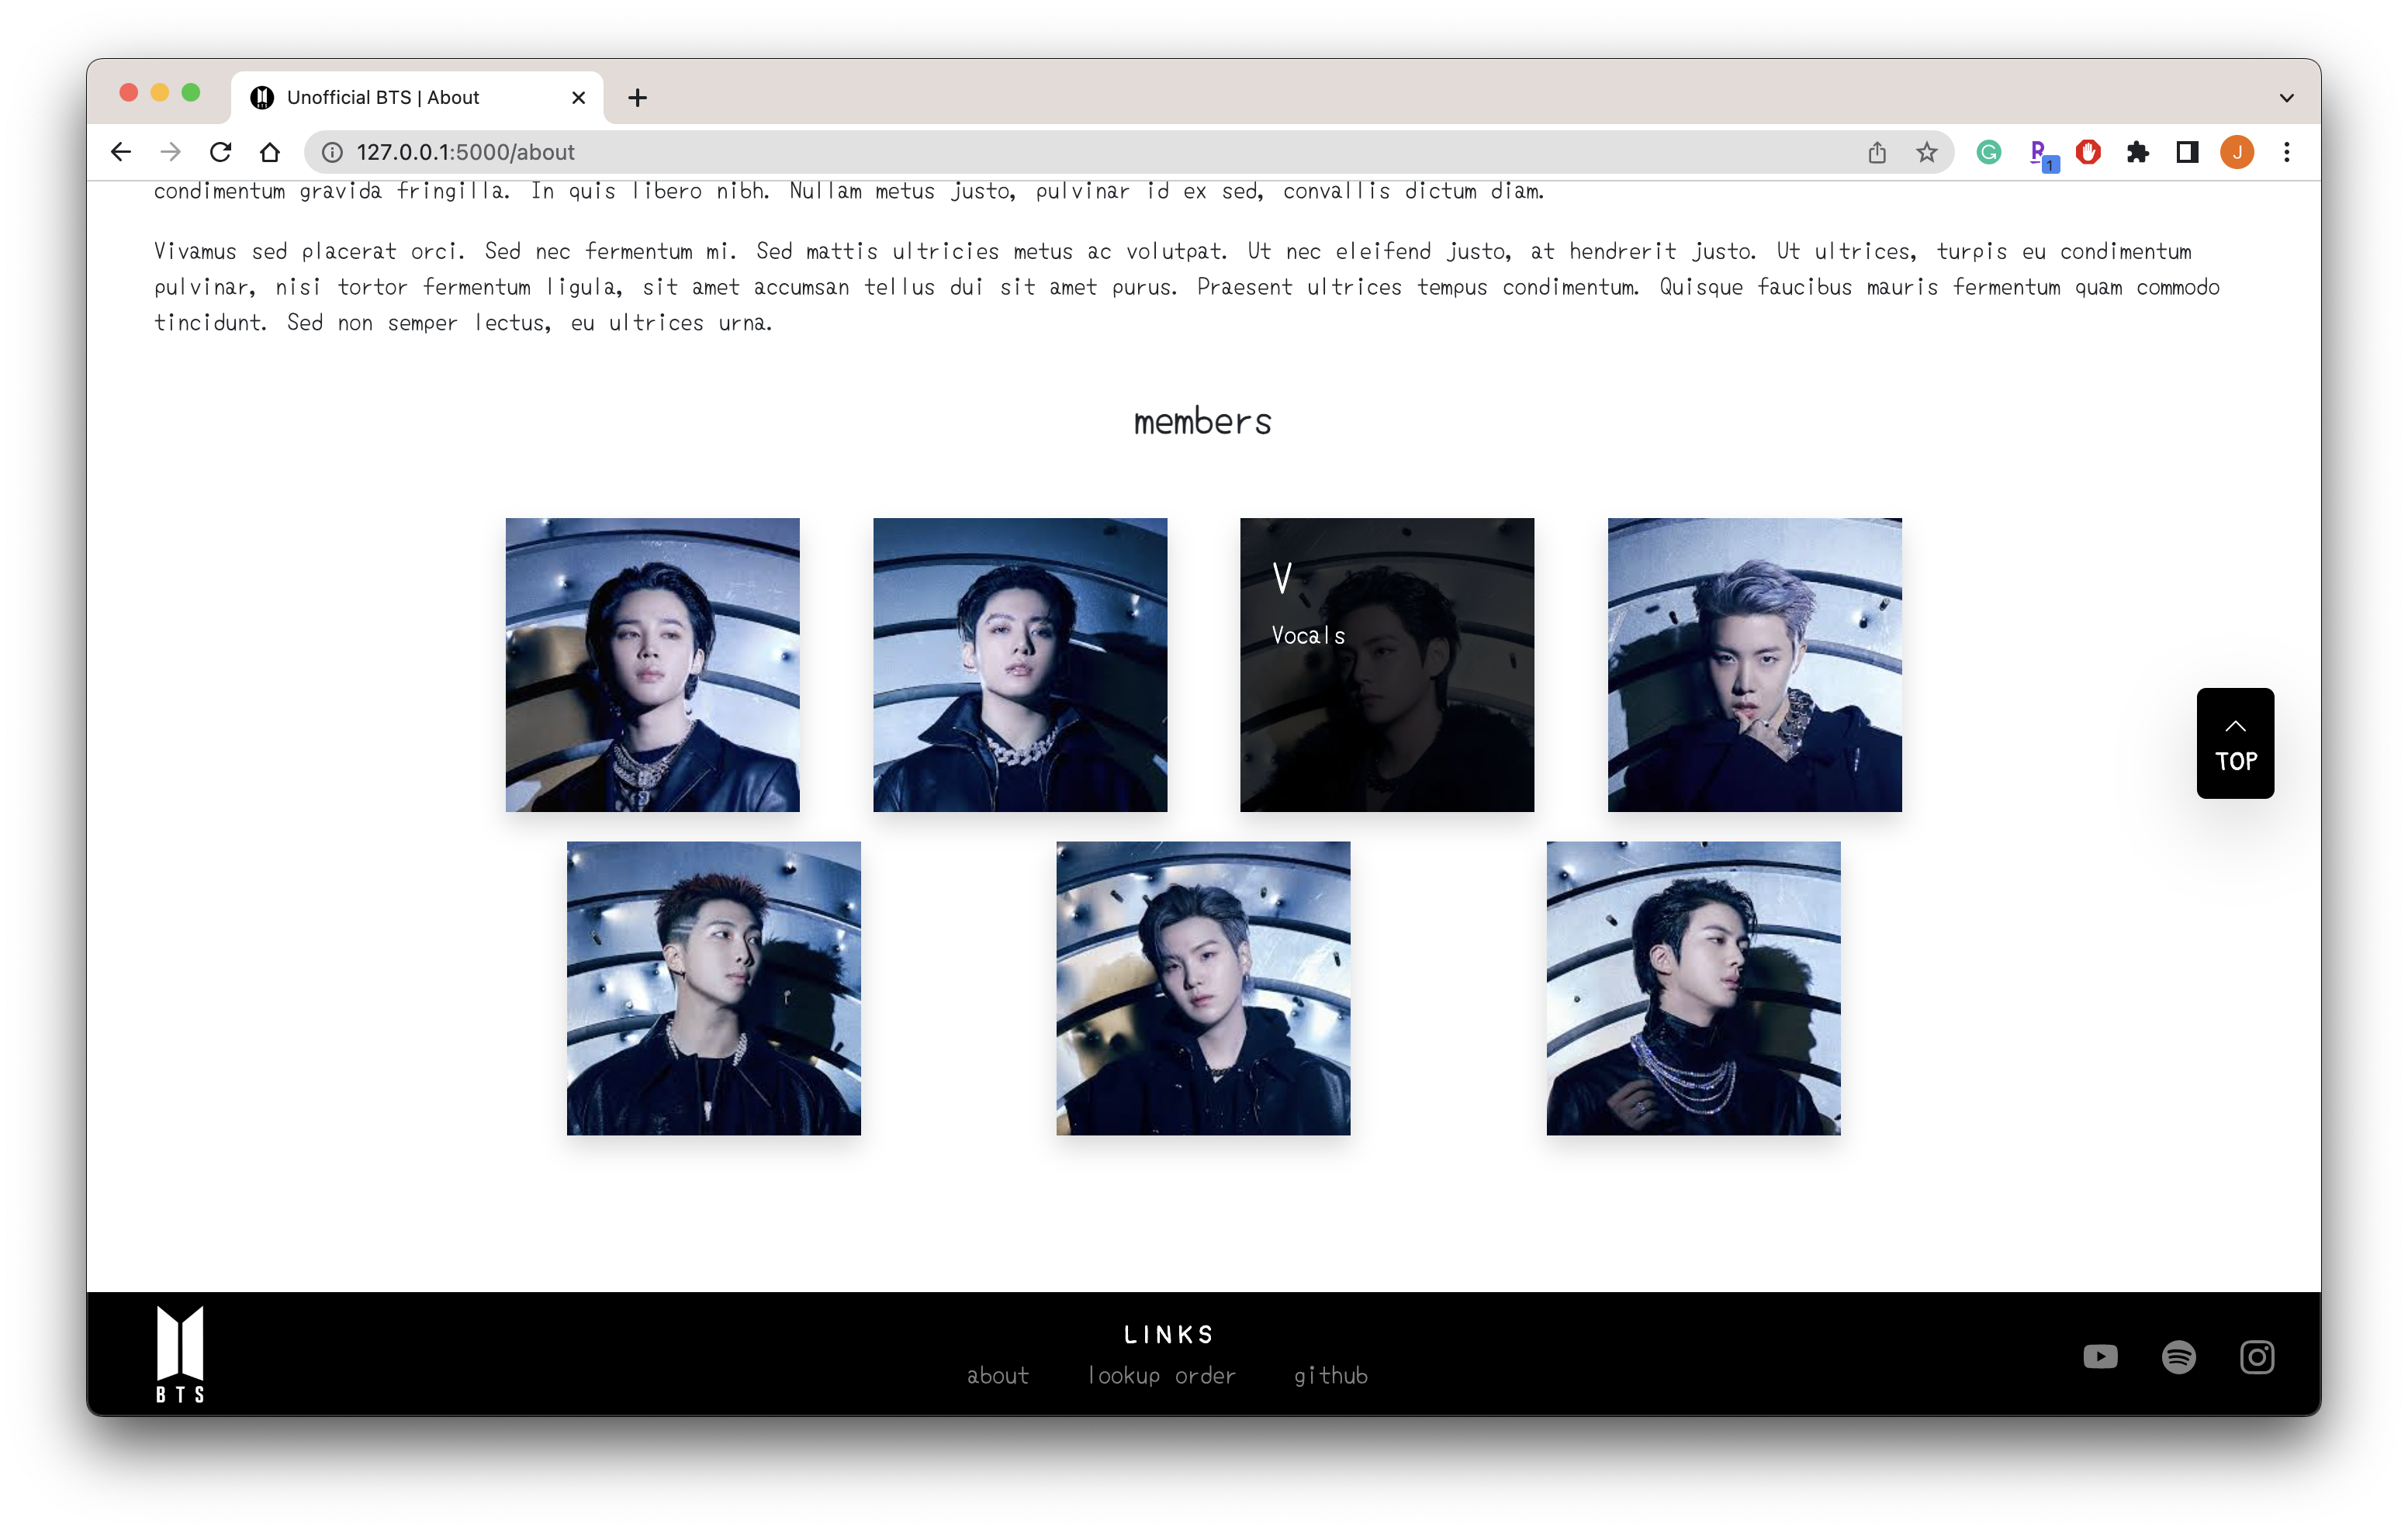 Unofficial BTS | About
127.0.0.1:5000/about
1
J
condimentum gravida fringilla. In quis libero nibh. Nullam metus justo, pulvinar id ex sed, convallis dictum diam.
Vivamus sed placerat orci. Sed nec fermentum mi. Sed mattis ultricies metus ac volutpat. Ut nec eleifend justo, at hendrerit justo. Ut ultrices, turpis eu condimentum
pulvinar, nisi tortor fermentum ligula, sit amet accumsan tellus dui sit amet purus. Praesent ultrices tempus condimentum. Quisque faucibus mauris fermentum quam commodo
tincidunt. Sed non semper lectus, eu ultrices urna.
members
V
Vocals
TOP
BTS
LINKS
about lookup order github